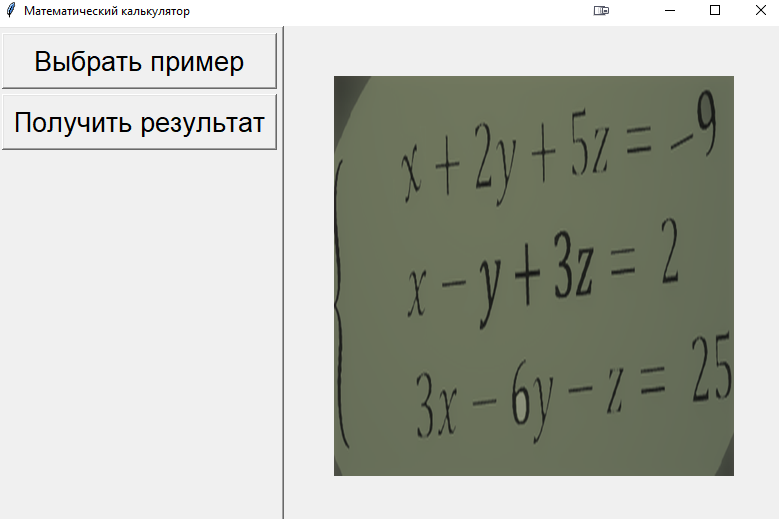 Математический калькулятор
Выбрать пример
Получить результат
x + 2y + 5z = -9
x - y + 3z = 2
3x - 6y - z = 25